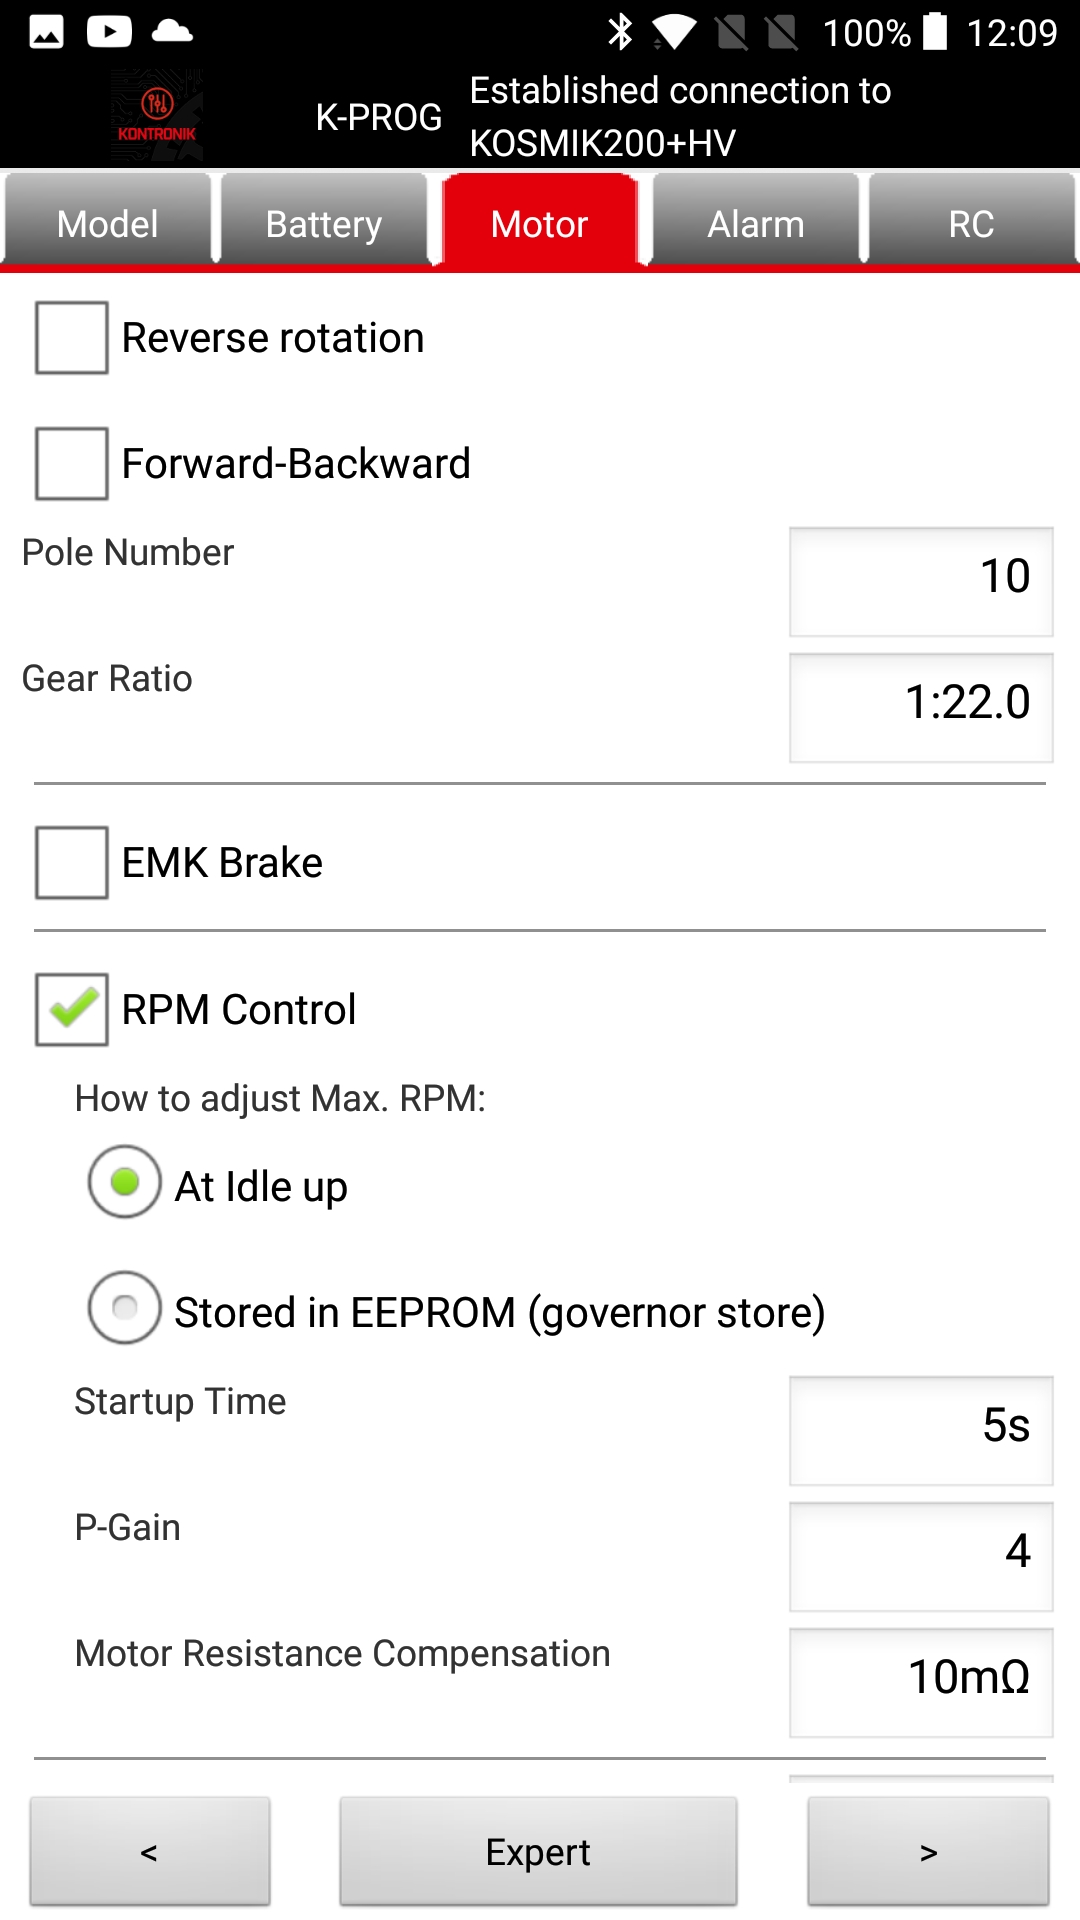 100% 12:09
KONTRONIK
K-PROG
Established connection to
KOSMIK200+HV
Model Battery Motor Alarm RC
Reverse rotation
Forward-Backward
Pole Number
10
Gear Ratio
1:22.0
EMK Brake
RPM Control
How to adjust Max. RPM:
At Idle up
Stored in EEPROM (governor store)
Startup Time
5s
P-Gain
4
Motor Resistance Compensation
10mΩ
< Expert >